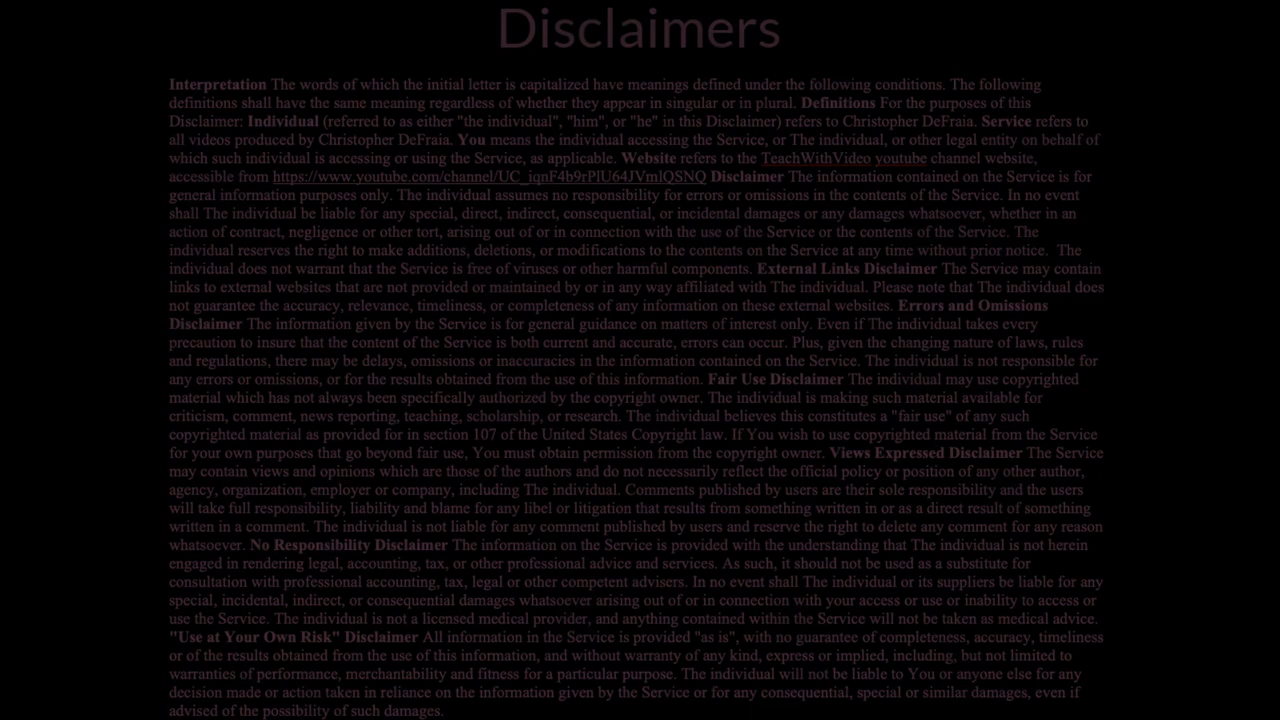 Disclaimers
Interpretation The words of which the initial letter is capitalized have meanings defined under the following conditions. The following
definitions shall have the same meaning regardless of whether they appear in singular or in plural. Definitions For the purposes of this
Disclaimer: Individual (referred to as either "the individual", "him", or "he" in this Disclaimer) refers to Christopher DeFraia. Service refers to
all videos produced by Christopher DeFraia. You means the individual accessing the Service, or The individual, or other legal entity on behalf of
which such individual is accessing or using the Service, as applicable. Website refers to the TeachWithVideo youtube channel website,
accessible from https://www.youtube.com/channel/UC_iqnF4b9rPlU64JVmlQSNQ Disclaimer The information contained on the Service is for
general information purposes only. The individual assumes no responsibility for errors or omissions in the contents of the Service. In no event
shall The individual be liable for any special, direct, indirect, consequential, or incidental damages or any damages whatsoever, whether in an
action of contract, negligence or other tort, arising out of or in connection with the use of the Service or the contents of the Service. The
individual reserves the right to make additions, deletions, or modifications to the contents on the Service at any time without prior notice. The
individual does not warrant that the Service is free of viruses or other harmful components. External Links Disclaimer The Service may contain
links to external websites that are not provided or maintained by or in any way affiliated with The individual. Please note that The individual does
not guarantee the accuracy, relevance, timeliness, or completeness of any information on these external websites. Errors and Omissions
Disclaimer The information given by the Service is for general guidance on matters of interest only. Even if The individual takes every
precaution to insure that the content of the Service is both current and accurate, errors can occur. Plus, given the changing nature of laws, rules
and regulations, there may be delays, omissions or inaccuracies in the information contained on the Service. The individual is not responsible for
any errors or omissions, or for the results obtained from the use of this information. Fair Use Disclaimer The individual may use copyrighted
material which has not always been specifically authorized by the copyright owner. The individual is making such material available for
criticism, comment, news reporting, teaching, scholarship, or research. The individual believes this constitutes a "fair use" of any such
copyrighted material as provided for in section 107 of the United States Copyright law. If You wish to use copyrighted material from the Service
for your own purposes that go beyond fair use, You must obtain permission from the copyright owner. Views Expressed Disclaimer The Service
may contain views and opinions which are those of the authors and do not necessarily reflect the official policy or position of any other author,
agency, organization, employer or company, including The individual. Comments published by users are their sole responsibility and the users
will take full responsibility, liability and blame for any libel or litigation that results from something written in or as a direct result of something
written in a comment. The individual is not liable for any comment published by users and reserve the right to delete any comment for any reason
whatsoever. No Responsibility Disclaimer The information on the Service is provided with the understanding that The individual is not herein
engaged in rendering legal, accounting, tax, or other professional advice and services. As such, it should not be used as a substitute for
consultation with professional accounting, tax, legal or other competent advisers. In no event shall The individual or its suppliers be liable for any
special, incidental, indirect, or consequential damages whatsoever arising out of or in connection with your access or use or inability to access or
use the Service. The individual is not a licensed medical provider, and anything contained within the Service will not be taken as medical advice.
"Use at Your Own Risk" Disclaimer All information in the Service is provided "as is", with no guarantee of completeness, accuracy, timeliness
or of the results obtained from the use of this information, and without warranty of any kind, express or implied, including, but not limited to
warranties of performance, merchantability and fitness for a particular purpose. The individual will not be liable to You or anyone else for any
decision made or action taken in reliance on the information given by the Service or for any consequential, special or similar damages, even if
advised of the possibility of such damages.